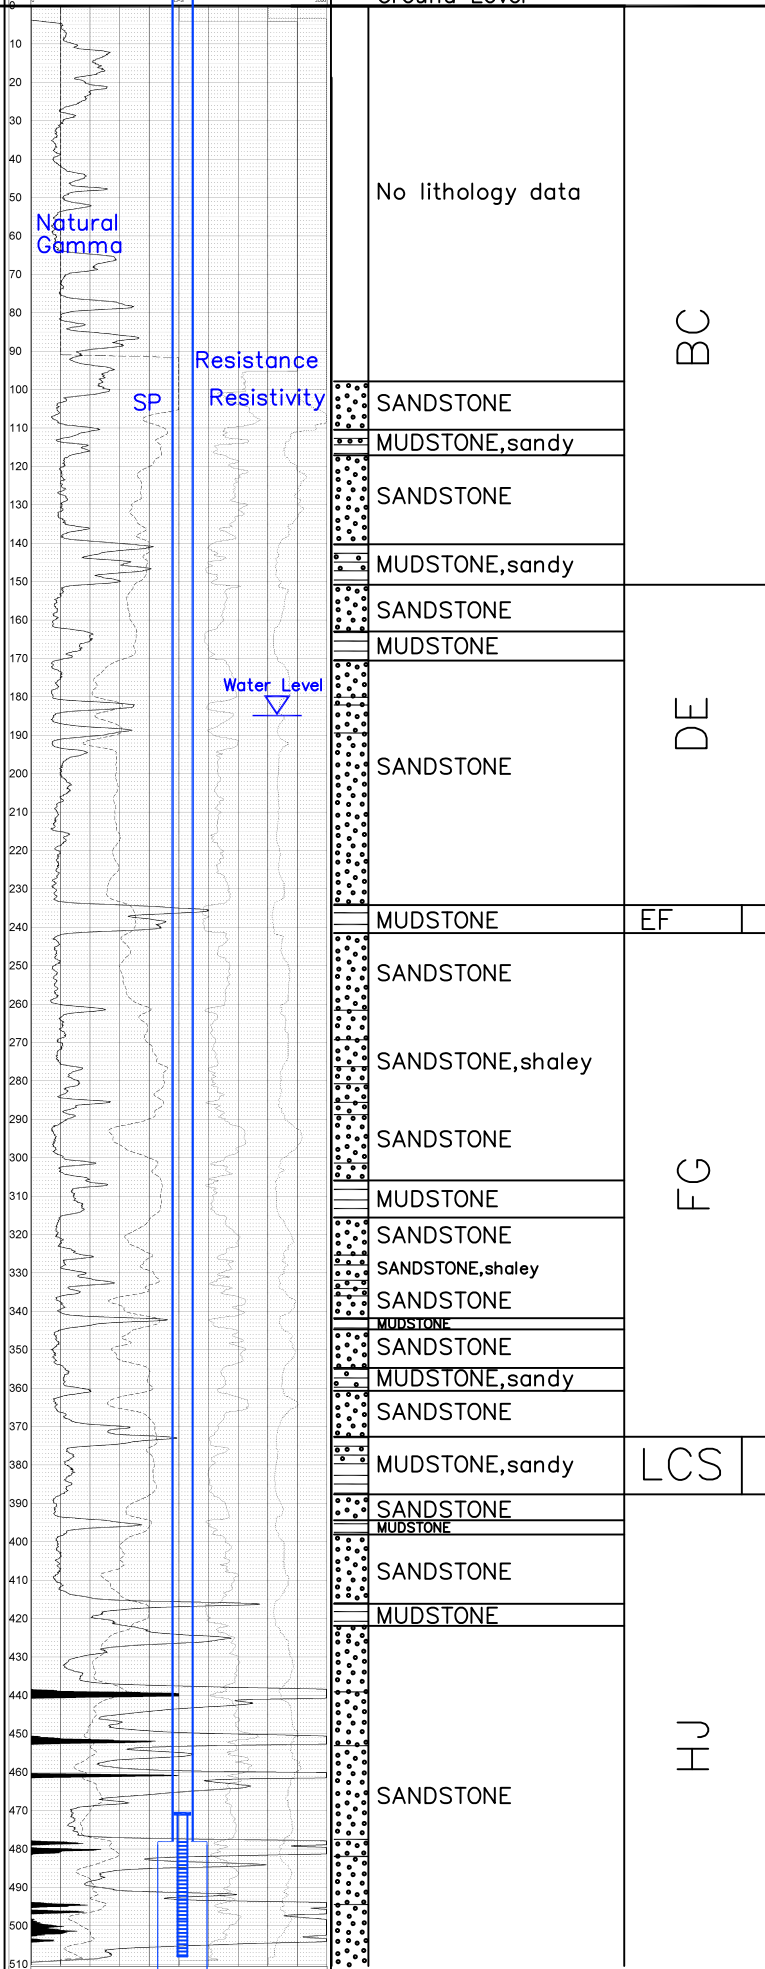 Ground Level
0
10
20
30
40
No lithology data
50
Natural
60
Gamma
70
80
BC
90
Resistance
100
SP
Resistivity
SANDSTONE
110
MUDSTONE,sandy
120
130
SANDSTONE
140
MUDSTONE,sandy
150
160
SANDSTONE
MUDSTONE
170
Water Level
180
DE
190
200
SANDSTONE
210
220
230
MUDSTONE
EF
240
250
SANDSTONE
260
270
SANDSTONE,shaley
280
290
SANDSTONE
300
FG
310
MUDSTONE
320
SANDSTONE
330
SANDSTONE,shaley
340
SANDSTONE
MUDSTONE
350
SANDSTONE
MUDSTONE,sandy
360
SANDSTONE
370
380
MUDSTONE,sandy
LCS
390
SANDSTONE
MUDSTONE
400
410
SANDSTONE
420
MUDSTONE
430
440
450
HJ
460
SANDSTONE
470
480
490
500
510